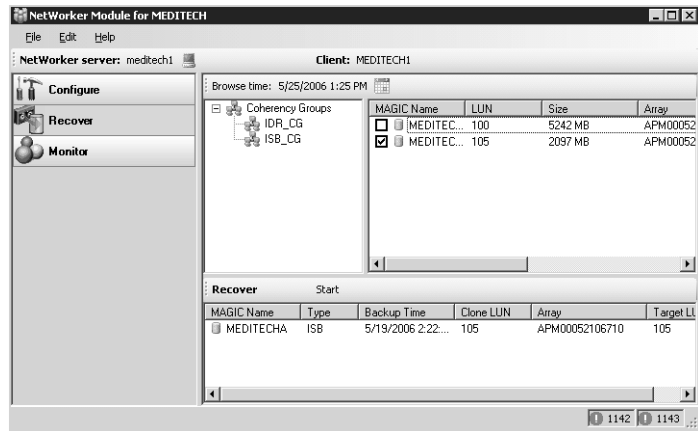 NetWorker Module for MEDITECH
File Edit Help
NetWorker server: meditech1 Client: MEDITECH1
Configure
Recover
Monitor
Browse time: 5/25/2006 1:25 PM
Coherency Groups
IDR_CG
ISB_CG
MAGIC Name LUN Size Array
MEDITEC... 100 5242 MB APM00052
MEDITEC... 105 2097 MB APM00052
Recover Start
MAGIC Name Type Backup Time Clone LUN Array Target LU
MEDITECHA ISB 5/19/2006 2:22:... 105 APM00052106710 105
1142 1143